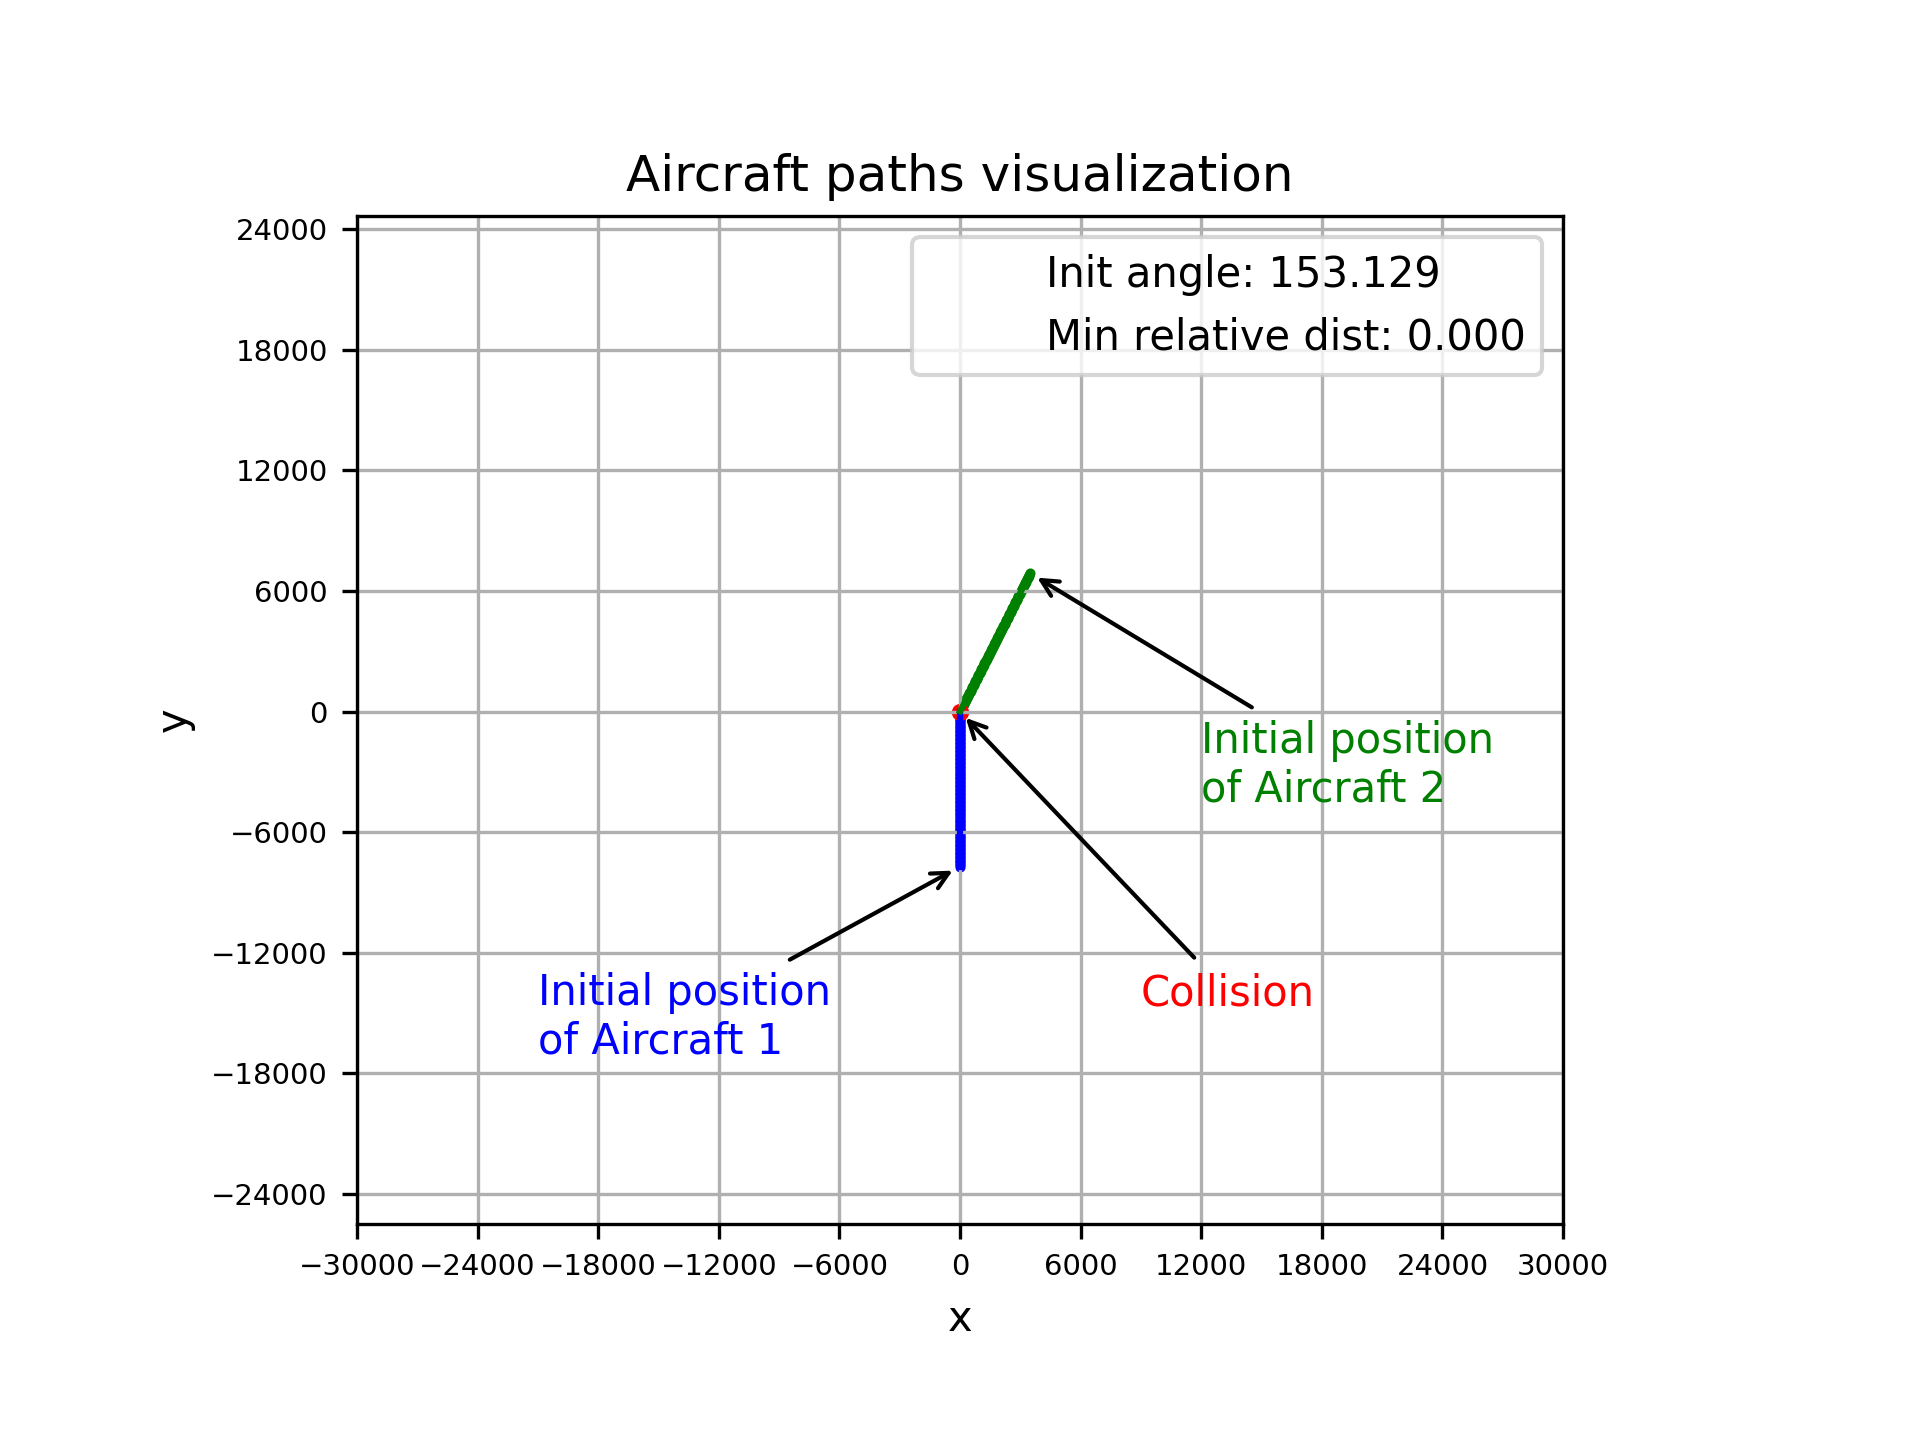 Aircraft paths visualization
24000
18000
12000
6000
0
−6000
−12000
−18000
−24000
y
Init angle: 153.129
Min relative dist: 0.000
Initial position
of Aircraft 2
Initial position
of Aircraft 1
Collision
−30000 −24000 −18000 −12000 −6000 0 6000 12000 18000 24000 30000
x